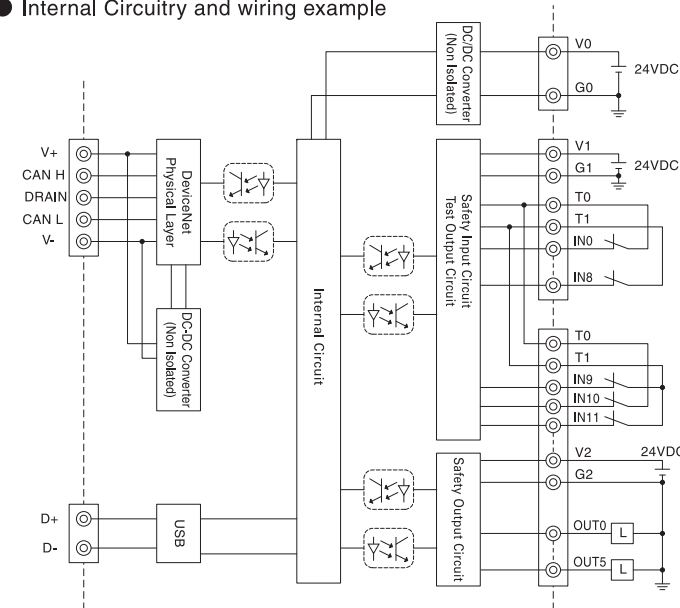 ● Internal Circuitry and wiring example
DC/DC Converter
(Non Isolated)
V0
G0
24VDC
V+
CAN H
DRAIN
CAN L
V-
DeviceNet
Physical Layer
DC-DC Converter
(Non Isolated)
Internal Circuit
Safety Input Circuit
Test Output Circuit
V1
G1
24VDC
T0
T1
IN0
IN8
T0
T1
IN9
IN10
IN11
V2
24VDC
G2
Safety Output Circuit
OUT0
L
OUT5
L
D+
D-
USB